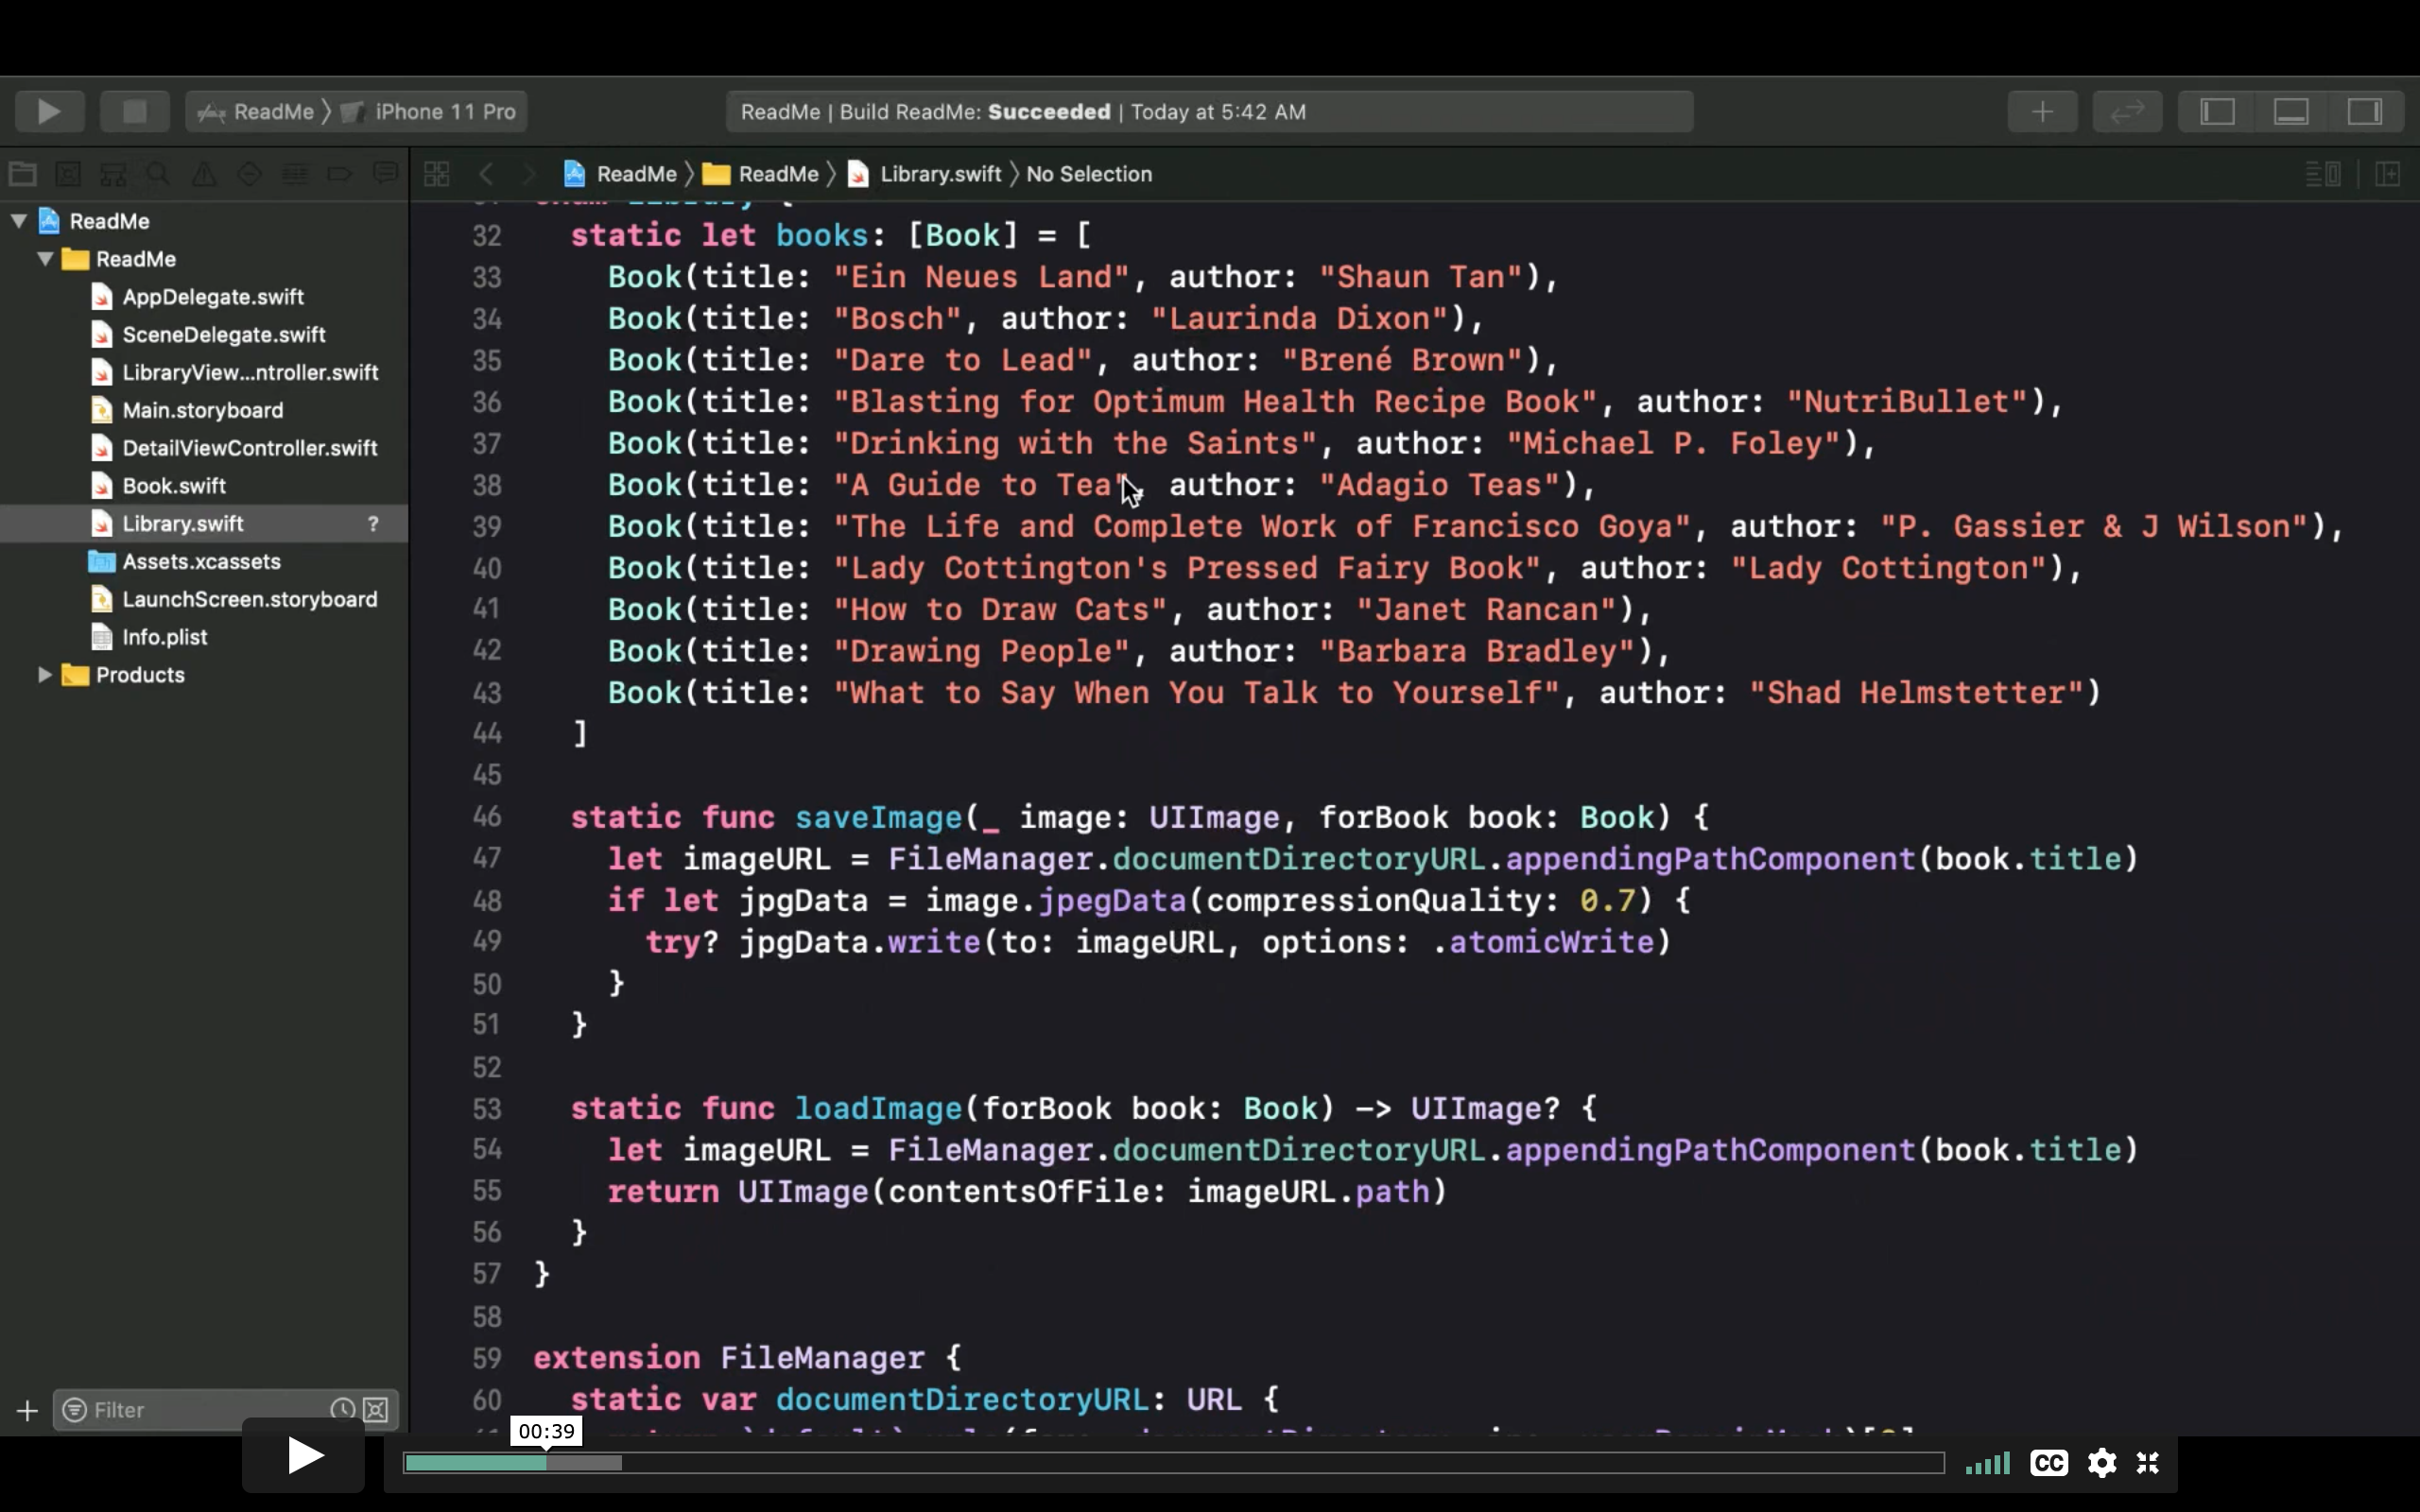 ReadMe 〉 iPhone 11 Pro
ReadMe | Build ReadMe: Succeeded | Today at 5:42 AM
ReadMe 〉 ReadMe 〉 Library.swift 〉 No Selection
ReadMe
ReadMe
AppDelegate.swift
SceneDelegate.swift
LibraryView...ntroller.swift
Main.storyboard
DetailViewController.swift
Book.swift
Library.swift ?
Assets.xcassets
LaunchScreen.storyboard
Info.plist
Products
Filter
32 static let books: [Book] = [
33 Book(title: "Ein Neues Land", author: "Shaun Tan"),
34 Book(title: "Bosch", author: "Laurinda Dixon"),
35 Book(title: "Dare to Lead", author: "Brené Brown"),
36 Book(title: "Blasting for Optimum Health Recipe Book", author: "NutriBullet"),
37 Book(title: "Drinking with the Saints", author: "Michael P. Foley"),
38 Book(title: "A Guide to Tea", author: "Adagio Teas"),
39 Book(title: "The Life and Complete Work of Francisco Goya", author: "P. Gassier & J Wilson"),
40 Book(title: "Lady Cottington's Pressed Fairy Book", author: "Lady Cottington"),
41 Book(title: "How to Draw Cats", author: "Janet Rancan"),
42 Book(title: "Drawing People", author: "Barbara Bradley"),
43 Book(title: "What to Say When You Talk to Yourself", author: "Shad Helmstetter")
44 ]
45
46 static func saveImage(_ image: UIImage, forBook book: Book) {
47 let imageURL = FileManager.documentDirectoryURL.appendingPathComponent(book.title)
48 if let jpgData = image.jpegData(compressionQuality: 0.7) {
49 try? jpgData.write(to: imageURL, options: .atomicWrite)
50 }
51 }
52
53 static func loadImage(forBook book: Book) -> UIImage? {
54 let imageURL = FileManager.documentDirectoryURL.appendingPathComponent(book.title)
55 return UIImage(contentsOfFile: imageURL.path)
56 }
57 }
58
59 extension FileManager {
60 static var documentDirectoryURL: URL {
00:39
CC